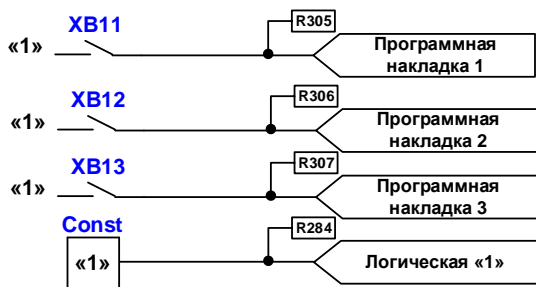 XB11
R305
«1»
Программная
накладка 1
XB12
R306
«1»
Программная
накладка 2
XB13
R307
«1»
Программная
накладка 3
Const
R284
«1»
Логическая «1»